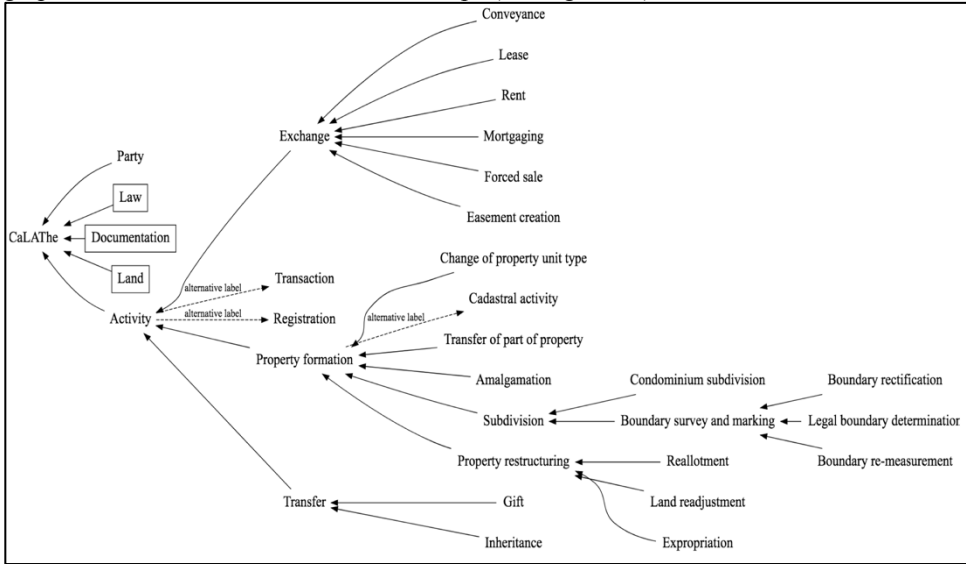 Conveyance
Lease
Rent
Exchange
Mortgaging
Party
Forced sale
Law
Easement creation
CaLAThe
Documentation
Change of property unit type
Land
Transaction
alternative label
Cadastral activity
Activity
alternative label
Registration
alternative label
Transfer of part of property
Property formation
Amalgamation
Condominium subdivision
Boundary rectification
Subdivision
Boundary survey and marking
Legal boundary determination
Property restructuring
Reallotment
Boundary re-measurement
Transfer
Gift
Land readjustment
Inheritance
Expropriation